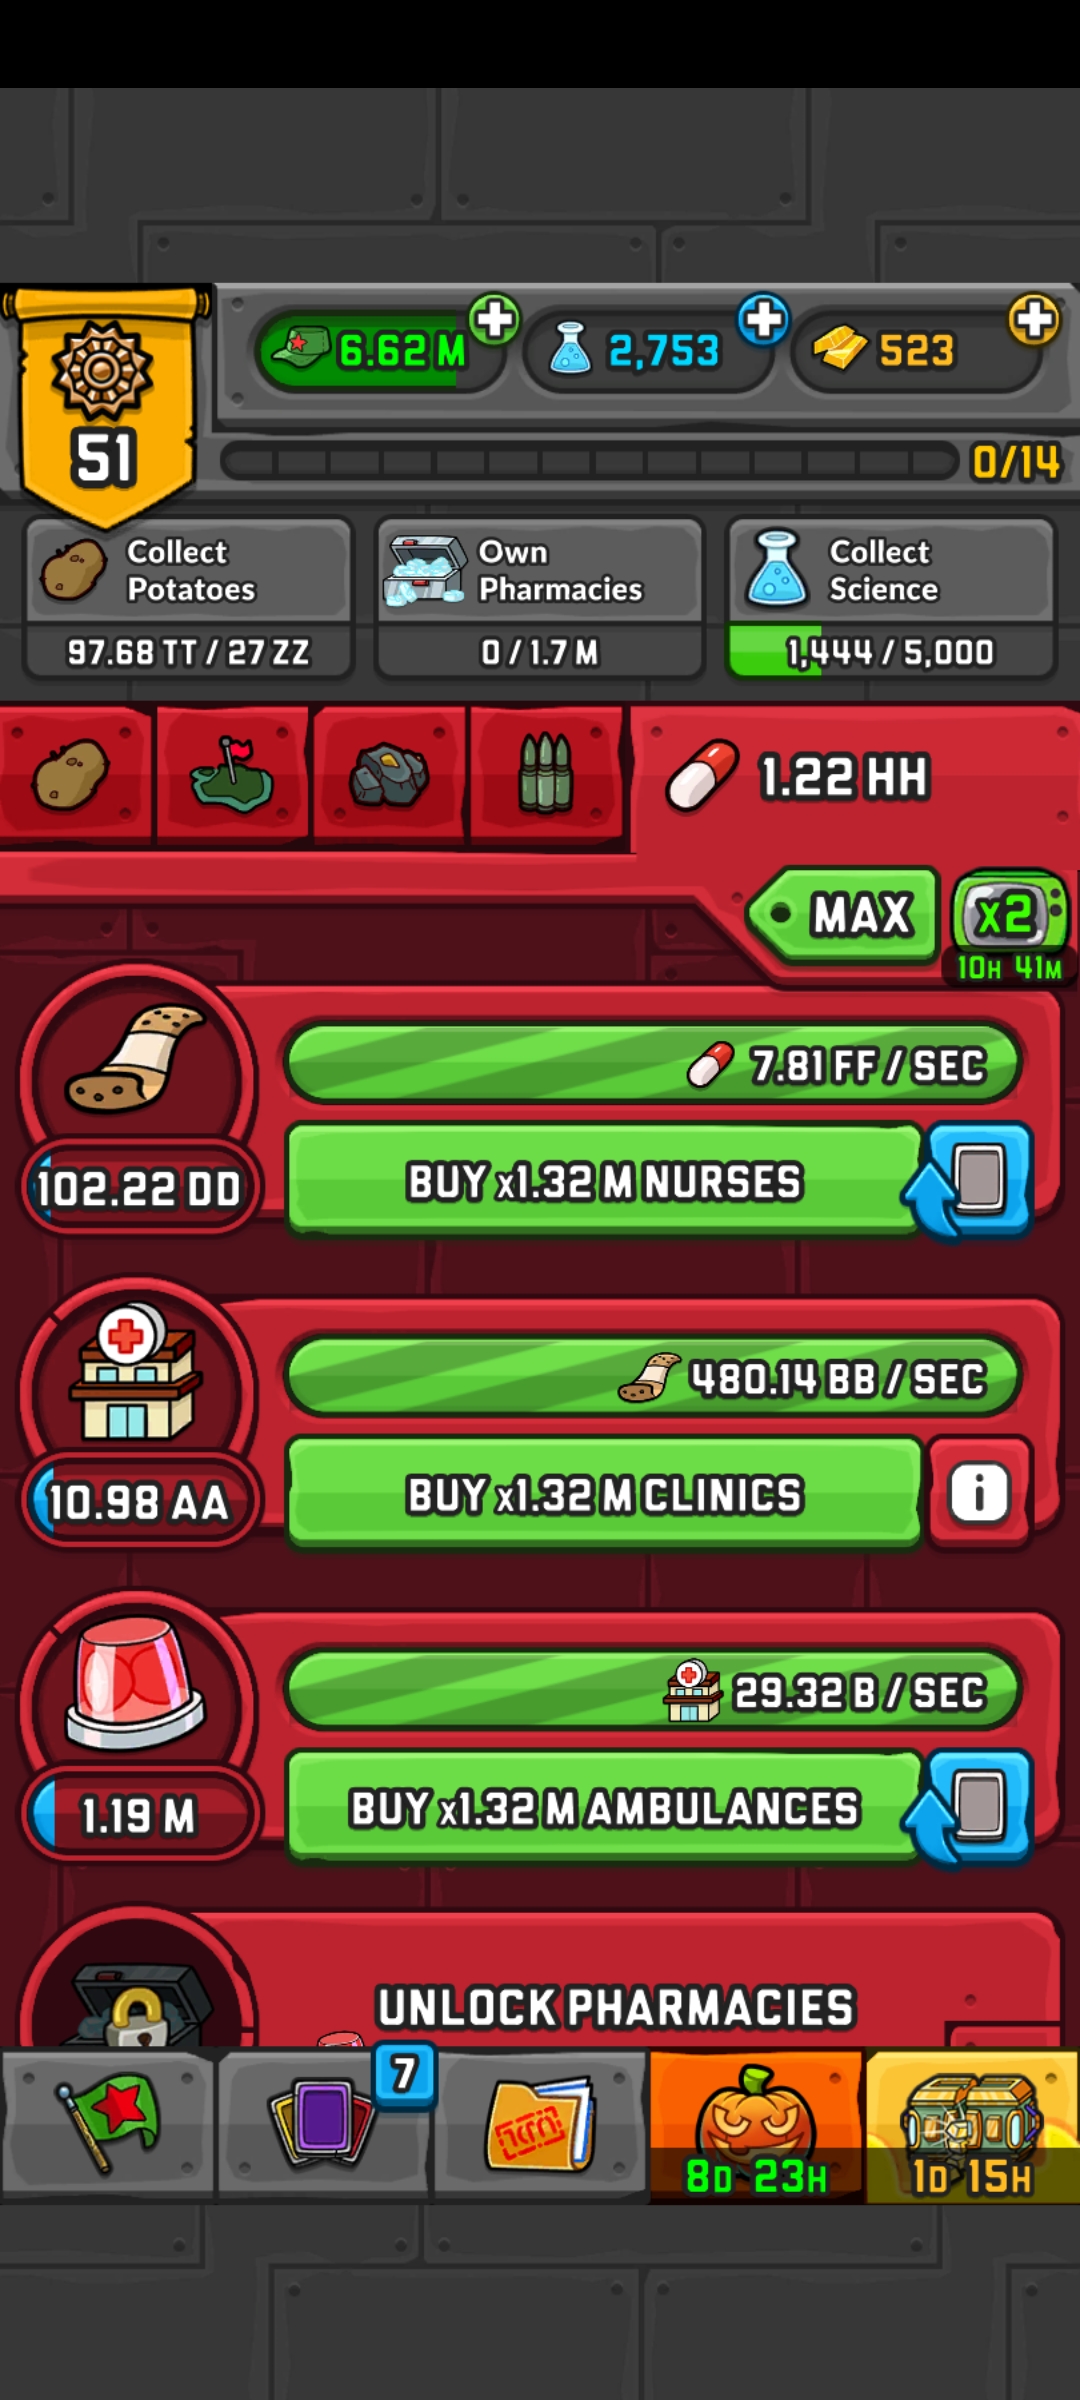 51
6.62 M
2,753
523
0/14
Collect Potatoes
97.68 TT / 27 ZZ
Own Pharmacies
0 / 1.7 M
Collect Science
1,444 / 5,000
1.22 HH
MAX
x2
10H 41M
7.81 FF / SEC
102.22 DD
BUY x1.32 M NURSES
480.14 BB / SEC
10.98 AA
BUY x1.32 M CLINICS
i
29.32 B / SEC
1.19 M
BUY x1.32 M AMBULANCES
UNLOCK PHARMACIES
7
8D 23H
1D 15H